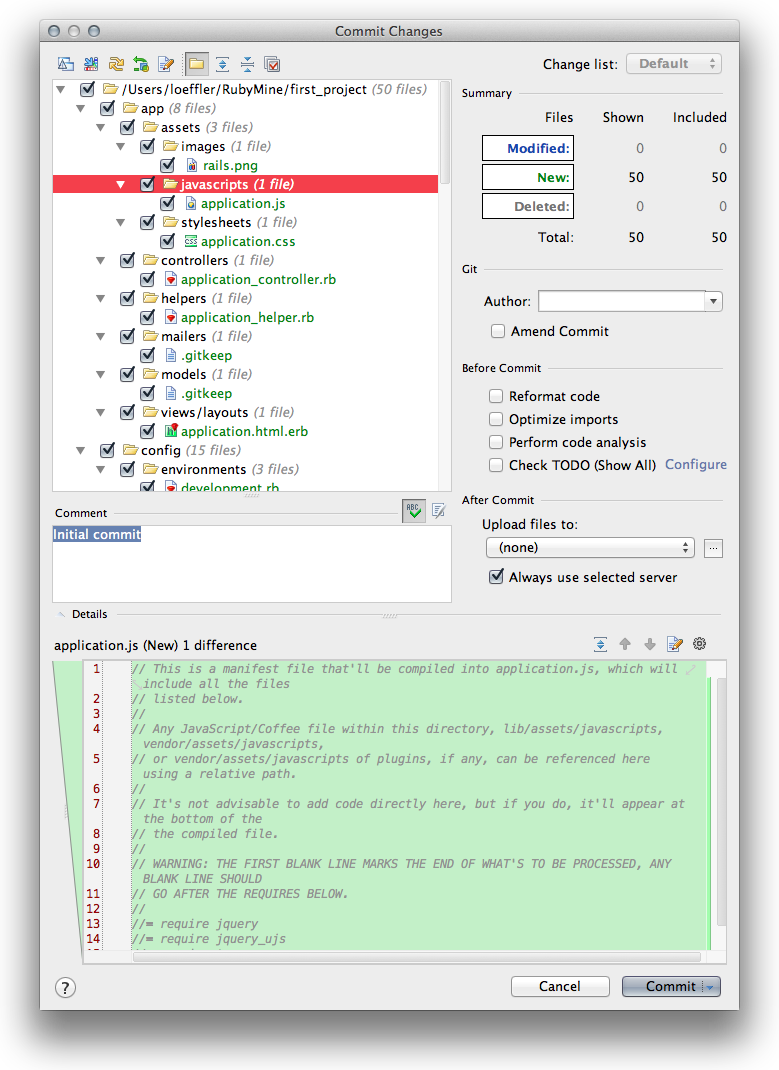 Commit Changes
Change list: Default
/Users/loeffler/RubyMine/first_project (50 files)
app (8 files)
assets (3 files)
images (1 file)
rails.png
javascripts (1 file)
application.js
stylesheets (1 file)
CSS application.css
controllers (1 file)
application_controller.rb
helpers (1 file)
application_helper.rb
mailers (1 file)
.gitkeep
models (1 file)
.gitkeep
views/layouts (1 file)
application.html.erb
config (15 files)
environments (3 files)
development.rb
Summary
Files Shown Included
Modified: 0 0
New: 50 50
Deleted: 0 0
Total: 50 50
Git
Author:
Amend Commit
Before Commit
Reformat code
Optimize imports
Perform code analysis
Check TODO (Show All) Configure
After Commit
Upload files to:
(none) ...
Always use selected server
Comment ABC
Initial commit
Details
application.js (New) 1 difference
1 // This is a manifest file that'll be compiled into application.js, which will
include all the files
2 // listed below.
3 //
4 // Any JavaScript/Coffee file within this directory, lib/assets/javascripts,
vendor/assets/javascripts,
5 // or vendor/assets/javascripts of plugins, if any, can be referenced here
using a relative path.
6 //
7 // It's not advisable to add code directly here, but if you do, it'll appear at
the bottom of the
8 // the compiled file.
9 //
10 // WARNING: THE FIRST BLANK LINE MARKS THE END OF WHAT'S TO BE PROCESSED, ANY
BLANK LINE SHOULD
11 // GO AFTER THE REQUIRES BELOW.
12 //
13 //= require jquery
14 //= require jquery_ujs
? Cancel Commit